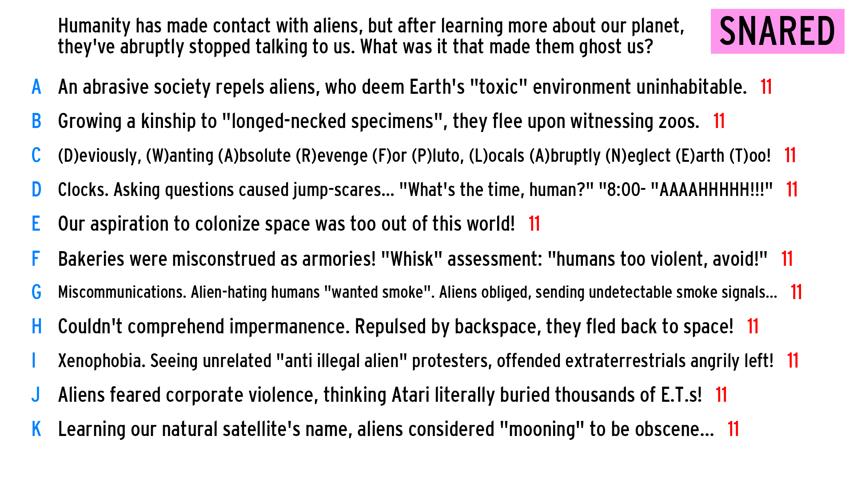 Humanity has made contact with aliens, but after learning more about our planet,
they've abruptly stopped talking to us. What was it that made them ghost us?
SNARED
A An abrasive society repels aliens, who deem Earth's "toxic" environment uninhabitable. 11
B Growing a kinship to "longed-necked specimens", they flee upon witnessing zoos. 11
C (D)eviously, (W)anting (A)bsolute (R)evenge (F)or (P)luto, (L)ocals (A)bruptly (N)eglect (E)arth (T)oo! 11
D Clocks. Asking questions caused jump-scares... "What's the time, human?" "8:00- "AAAAHHHHH!!!" 11
E Our aspiration to colonize space was too out of this world! 11
F Bakeries were misconstrued as armories! "Whisk" assessment: "humans too violent, avoid!" 11
G Miscommunications. Alien-hating humans "wanted smoke". Aliens obliged, sending undetectable smoke signals... 11
H Couldn't comprehend impermanence. Repulsed by backspace, they fled back to space! 11
I Xenophobia. Seeing unrelated "anti illegal alien" protesters, offended extraterrestrials angrily left! 11
J Aliens feared corporate violence, thinking Atari literally buried thousands of E.T.s! 11
K Learning our natural satellite's name, aliens considered "mooning" to be obscene... 11